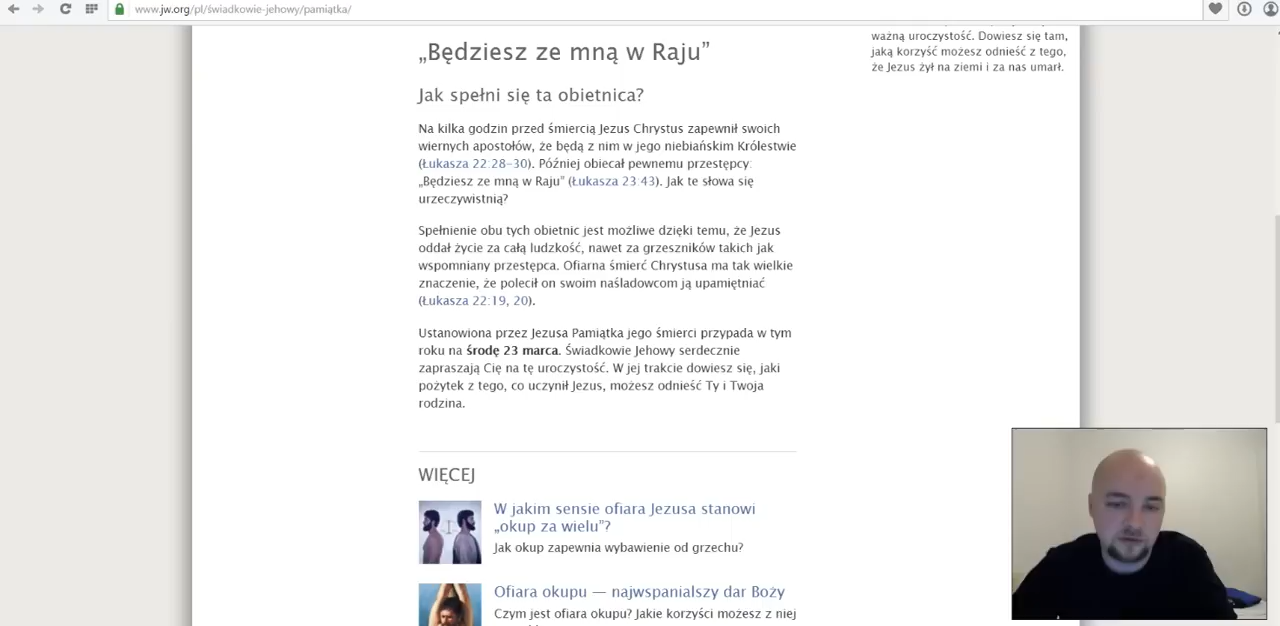 www.jw.org/pl/świadkowie-jehowy/pamiątka/
ważną uroczystość. Dowiesz się tam,
jaką korzyść możesz odnieść z tego,
że Jezus żył na ziemi i za nas umarł.
„Będziesz ze mną w Raju”
Jak spełni się ta obietnica?
Na kilka godzin przed śmiercią Jezus Chrystus zapewnił swoich
wiernych apostołów, że będą z nim w jego niebiańskim Królestwie
(Łukasza 22:28–30). Później obiecał pewnemu przestępcy:
„Będziesz ze mną w Raju” (Łukasza 23:43). Jak te słowa się
urzeczywistnią?
Spełnienie obu tych obietnic jest możliwe dzięki temu, że Jezus
oddał życie za całą ludzkość, nawet za grzeszników takich jak
wspomniany przestępca. Ofiarna śmierć Chrystusa ma tak wielkie
znaczenie, że polecił on swoim naśladowcom ją upamiętniać
(Łukasza 22:19, 20).
Ustanowiona przez Jezusa Pamiątka jego śmierci przypada w tym
roku na środę 23 marca. Świadkowie Jehowy serdecznie
zapraszają Cię na tę uroczystość. W jej trakcie dowiesz się, jaki
pożytek z tego, co uczynił Jezus, możesz odnieść Ty i Twoja
rodzina.
WIĘCEJ
W jakim sensie ofiara Jezusa stanowi
„okup za wielu”?
Jak okup zapewnia wybawienie od grzechu?
Ofiara okupu — najwspanialszy dar Boży
Czym jest ofiara okupu? Jakie korzyści możesz z niej